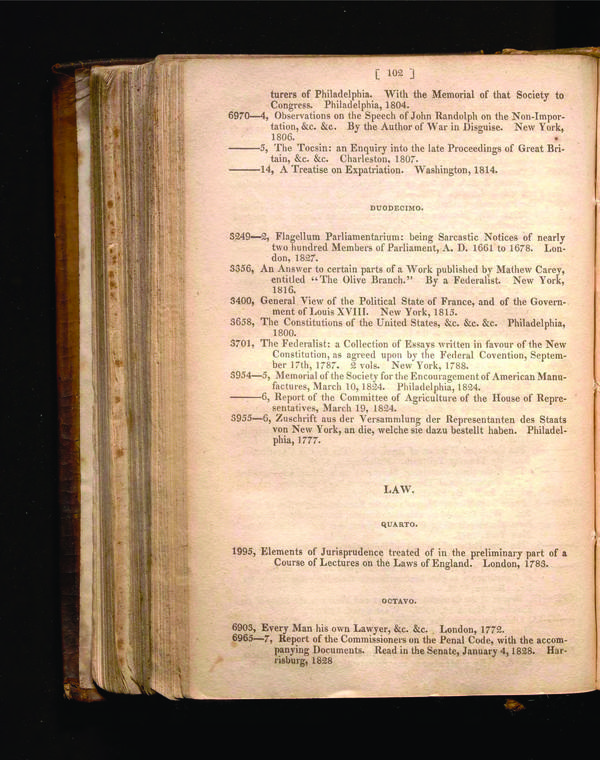 [ 102 ]
turers of Philadelphia. With the Memorial of that Society to
Congress. Philadelphia, 1804.
6970—4, Observations on the Speech of John Randolph on the Non-Impor-
tation, &c. &c. By the Author of War in Disguise. New York,
1806.
———5, The Tocsin: an Enquiry into the late Proceedings of Great Bri-
tain, &c. &c. Charleston, 1807.
———14, A Treatise on Expatriation. Washington, 1814.
DUODECIMO.
3249—2, Flagellum Parliamentarium: being Sarcastic Notices of nearly
two hundred Members of Parliament, A. D. 1661 to 1678. Lon-
don, 1827.
3356, An Answer to certain parts of a Work published by Mathew Carey,
entitled "The Olive Branch." By a Federalist. New York,
1816.
3400, General View of the Political State of France, and of the Govern-
ment of Louis XVIII. New York, 1815.
3658, The Constitutions of the United States, &c. &c. &c. Philadelphia,
1800.
3701, The Federalist: a Collection of Essays written in favour of the New
Constitution, as agreed upon by the Federal Covention, Septem-
ber 17th, 1787. 2 vols. New York, 1788.
3954—5, Memorial of the Society for the Encouragement of American Manu-
factures, March 10, 1824. Philadelphia, 1824.
———6, Report of the Committee of Agriculture of the House of Repre-
sentatives, March 19, 1824.
3955—6, Zuschrift aus der Versammlung der Representanten des Staats
von New York, an die, welche sie dazu bestellt haben. Philadel-
phia, 1777.
LAW.
QUARTO.
1995, Elements of Jurisprudence treated of in the preliminary part of a
Course of Lectures on the Laws of England. London, 1783.
OCTAVO.
6903, Every Man his own Lawyer, &c. &c. London, 1772.
6965—7, Report of the Commissioners on the Penal Code, with the accom-
panying Documents. Read in the Senate, January 4, 1828. Har-
risburg, 1828